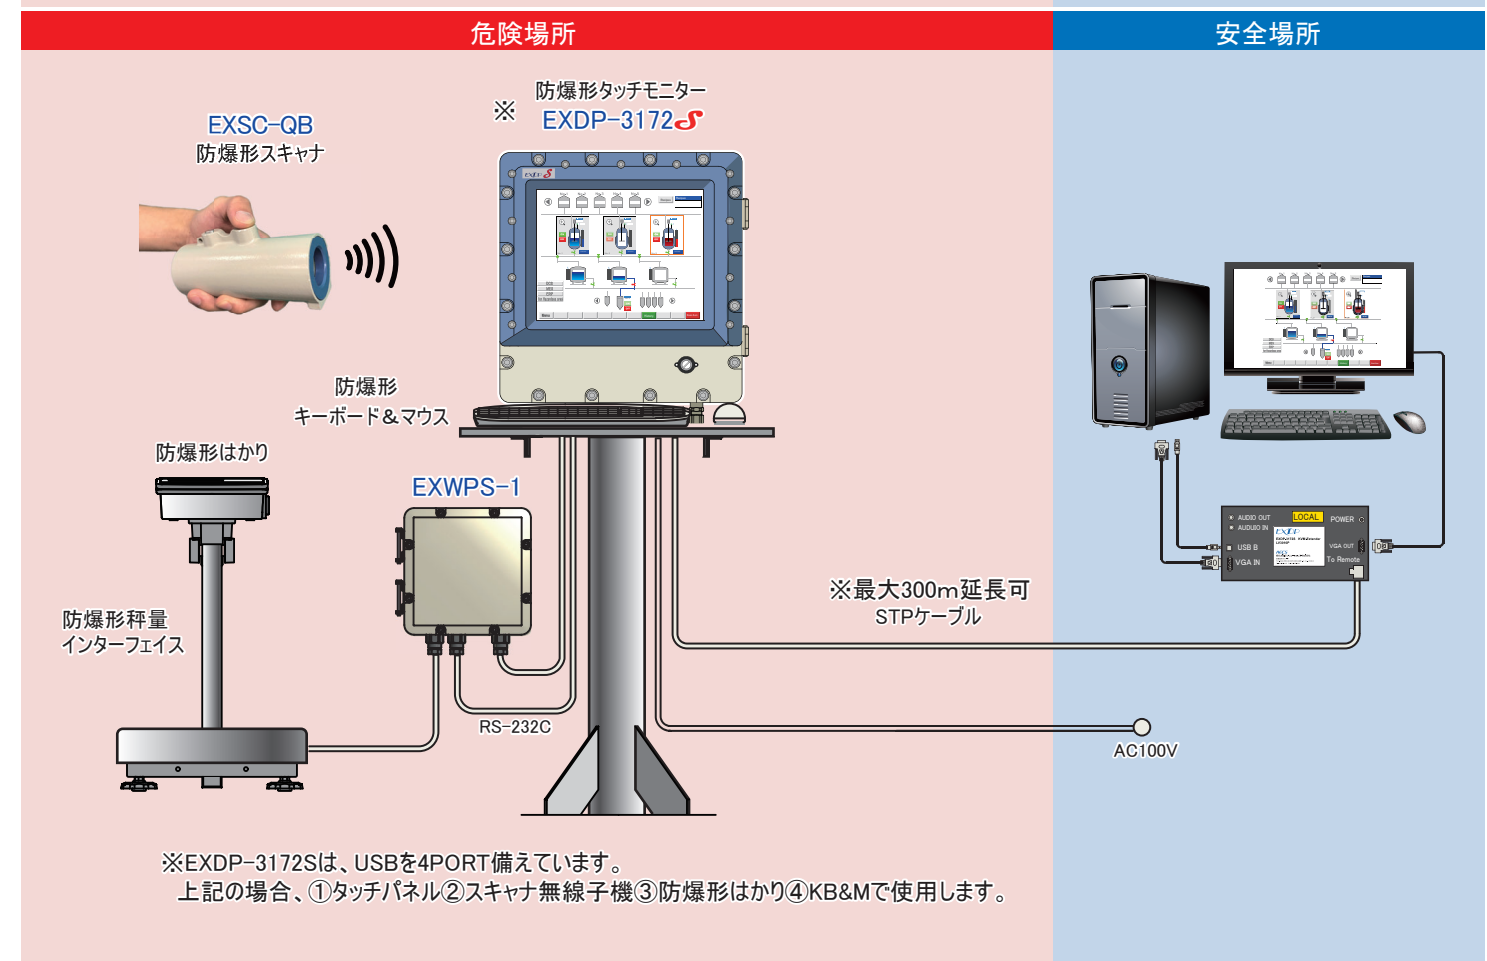 危険場所
安全場所
防爆形タッチモニター
※ EXDP-3172S
EXSC-QB
防爆形スキャナ
EXDP S
防爆形
キーボード&マウス
防爆形はかり
EXWPS-1
防爆形秤量
インターフェイス
RS-232C
※最大300m延長可
STPケーブル
AC100V
AUDIO OUT
AUDUIO IN
LOCAL
POWER
EXDP
USB B
VGA IN
VGA OUT
To Remote
※EXDP-3172Sは、USBを4PORT備えています。
上記の場合、①タッチパネル②スキャナ無線子機③防爆形はかり④KB&Mで使用します。